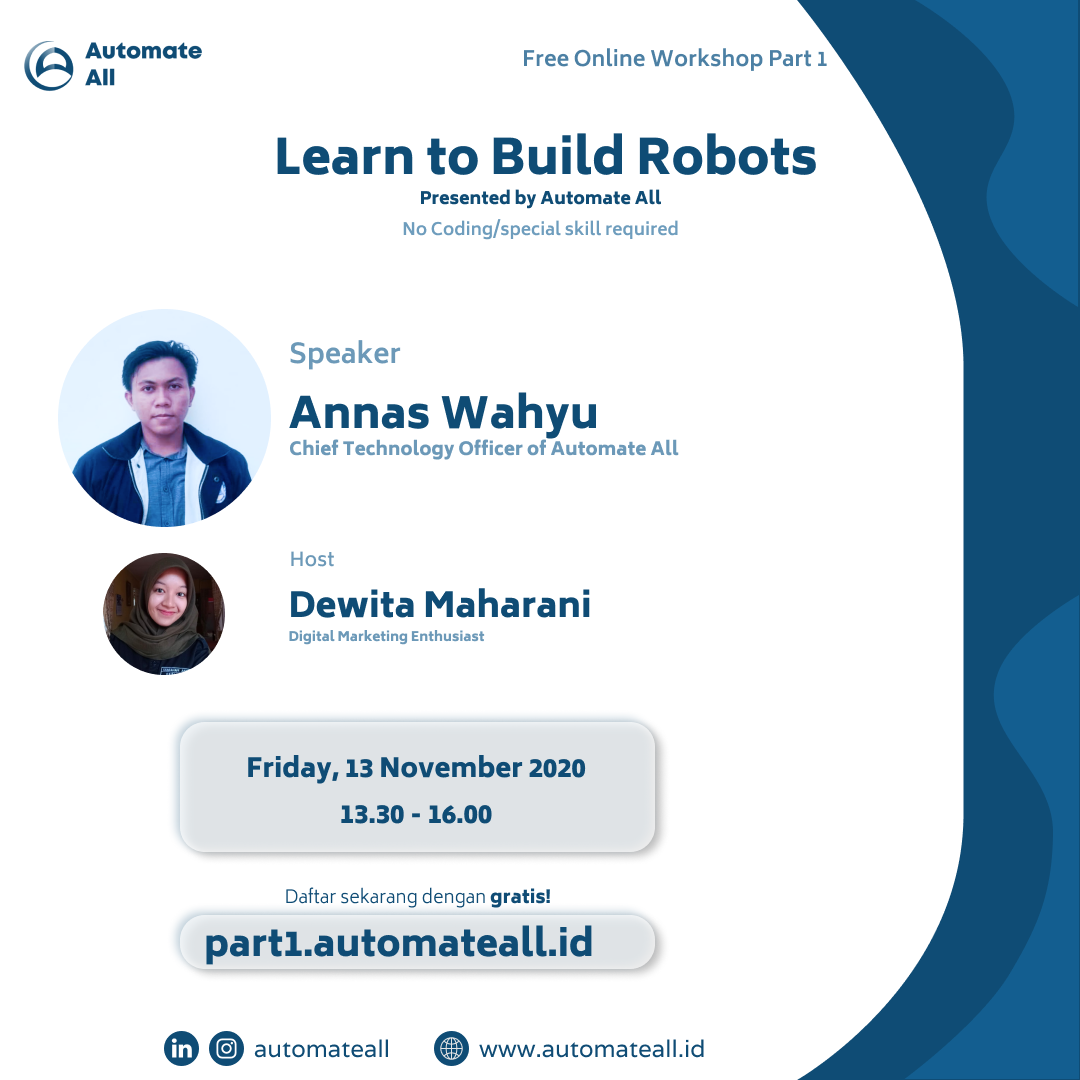 Automate
All
Free Online Workshop Part 1
Learn to Build Robots
Presented by Automate All
No Coding/special skill required
Speaker
Annas Wahyu
Chief Technology Officer of Automate All
Host
Dewita Maharani
Digital Marketing Enthusiast
Friday, 13 November 2020
13.30 - 16.00
Daftar sekarang dengan gratis!
part1.automateall.id
in automateall
www.automateall.id